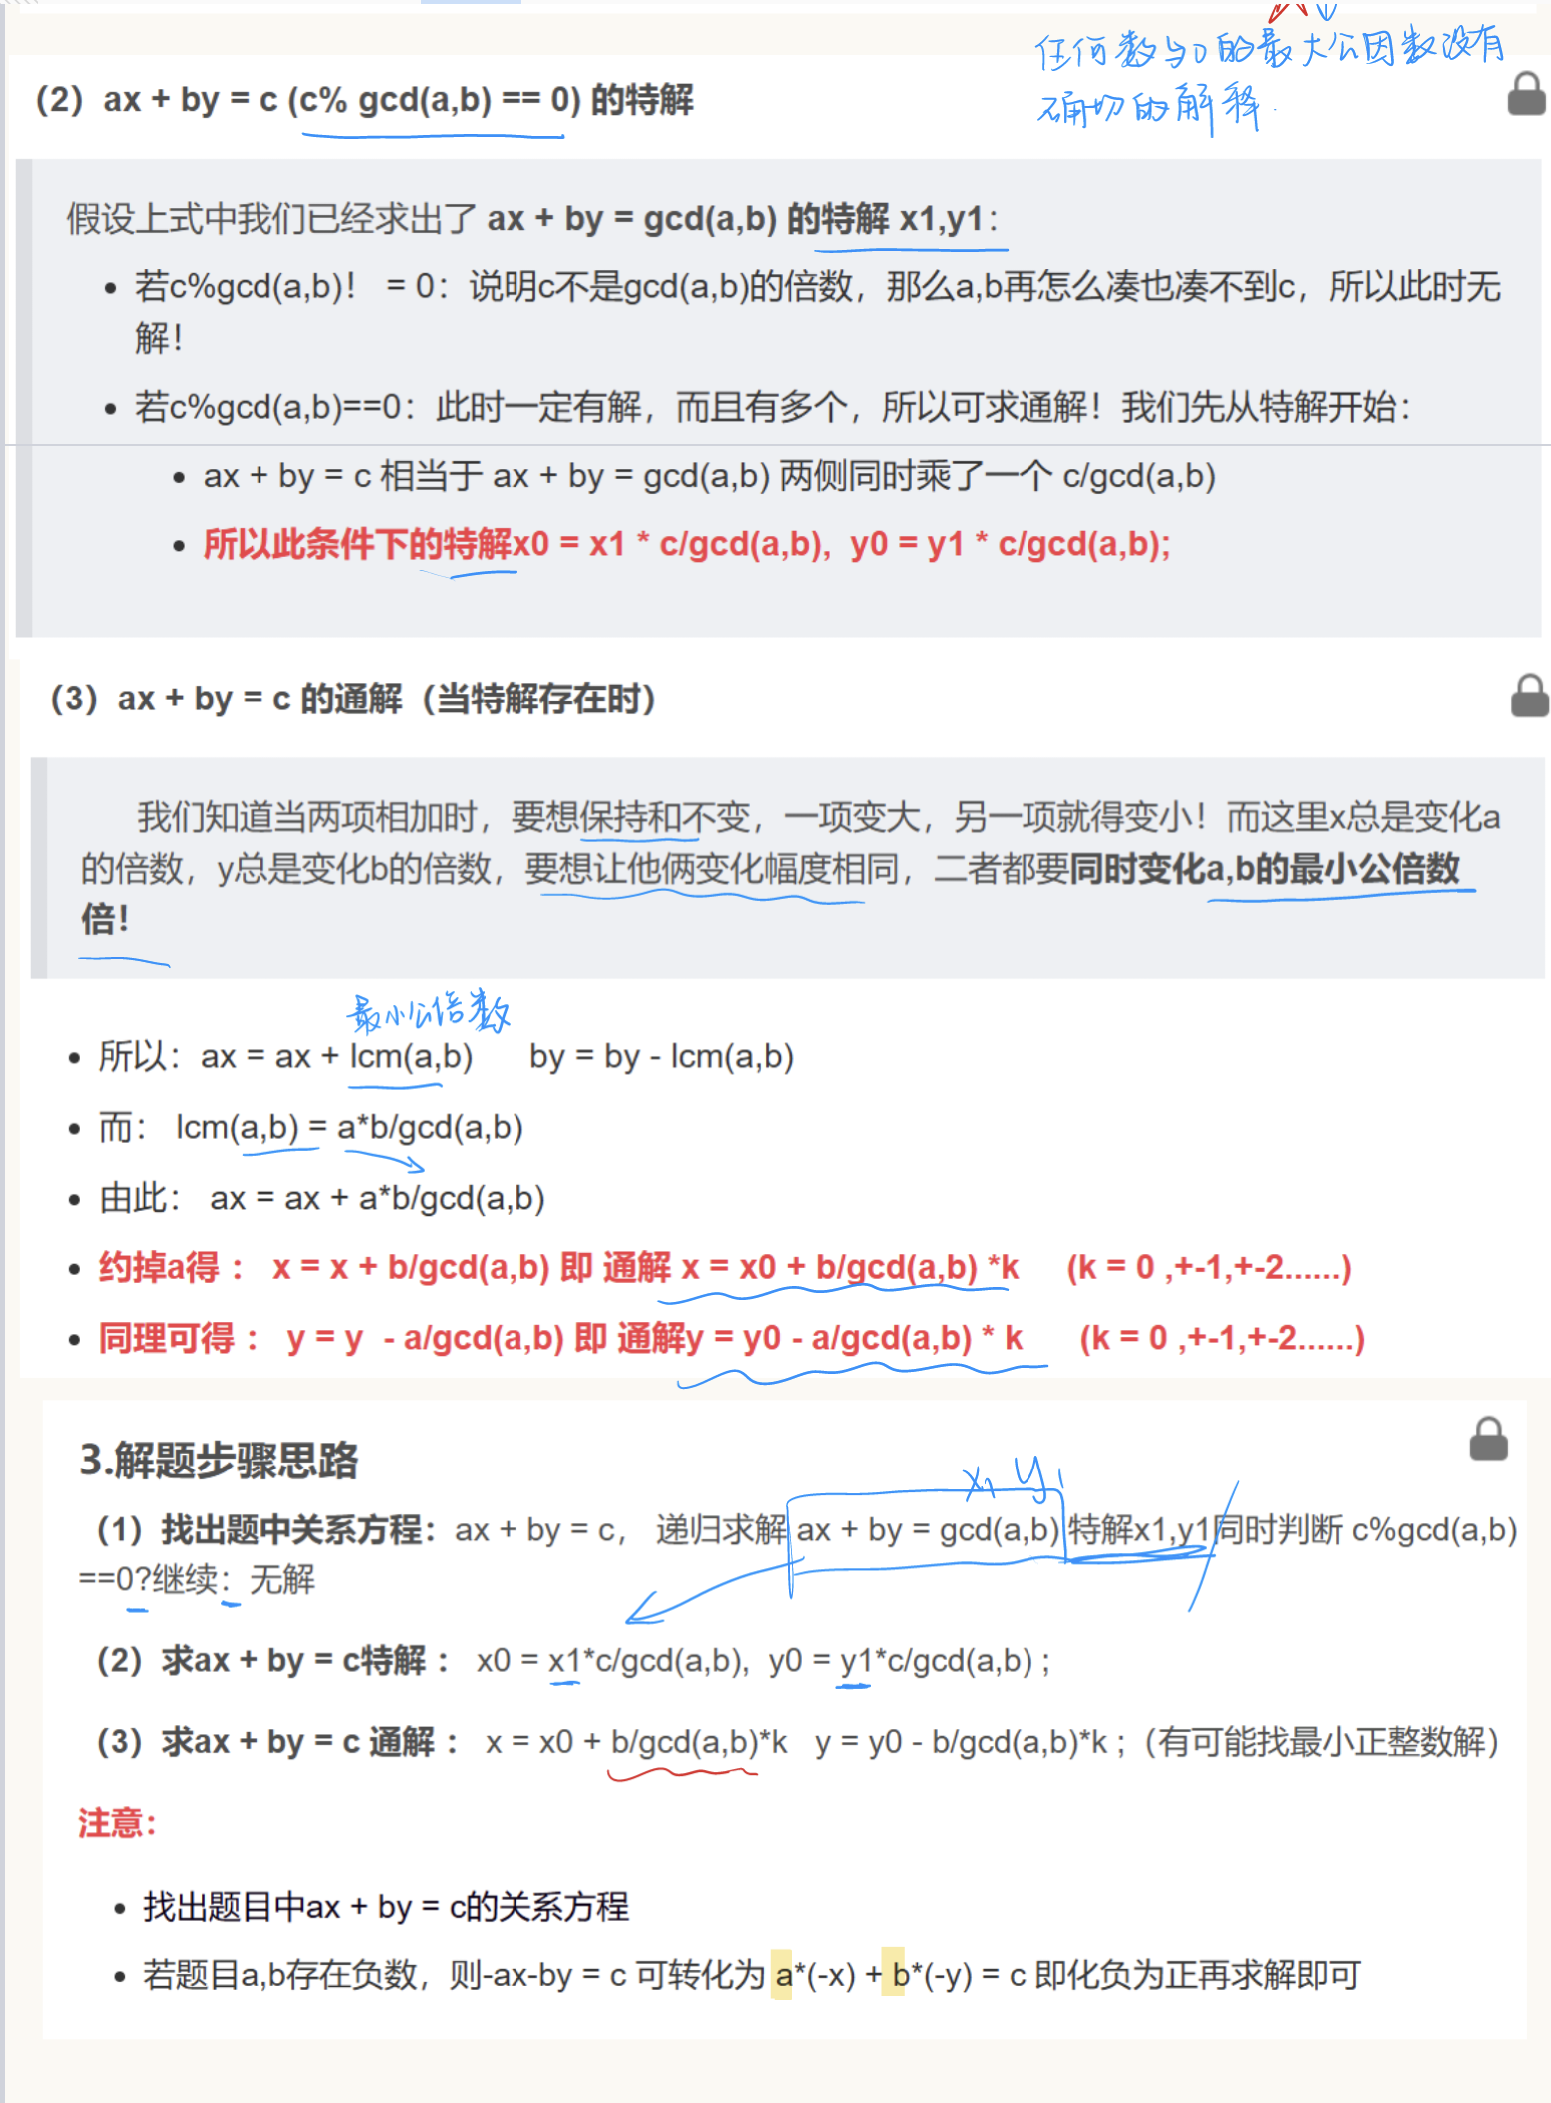 任何数与0的最大公因数没有
确切的解释.
（2）ax + by = c (c% gcd(a,b) == 0) 的特解
假设上式中我们已经求出了 ax + by = gcd(a,b) 的特解 x1,y1：
• 若c%gcd(a,b)！ = 0：说明c不是gcd(a,b)的倍数，那么a,b再怎么凑也凑不到c，所以此时无
解！
• 若c%gcd(a,b)==0：此时一定有解，而且有多个，所以可求通解！我们先从特解开始：
• ax + by = c 相当于 ax + by = gcd(a,b) 两侧同时乘了一个 c/gcd(a,b)
• 所以此条件下的特解x0 = x1 * c/gcd(a,b), y0 = y1 * c/gcd(a,b);
（3）ax + by = c 的通解（当特解存在时）
我们知道当两项相加时，要想保持和不变，一项变大，另一项就得变小！而这里x总是变化a
的倍数，y总是变化b的倍数，要想让他俩变化幅度相同，二者都要同时变化a,b的最小公倍数
倍！
最小公倍数
• 所以：ax = ax + lcm(a,b) by = by - lcm(a,b)
• 而： lcm(a,b) = a*b/gcd(a,b)
• 由此： ax = ax + a*b/gcd(a,b)
• 约掉a得： x = x + b/gcd(a,b) 即 通解 x = x0 + b/gcd(a,b) *k (k = 0 ,+-1,+-2......)
• 同理可得： y = y - a/gcd(a,b) 即 通解y = y0 - a/gcd(a,b) * k (k = 0 ,+-1,+-2......)
3.解题步骤思路
x1 y1
（1）找出题中关系方程：ax + by = c， 递归求解 ax + by = gcd(a,b) 特解x1,y1同时判断 c%gcd(a,b)
==0?继续：无解
（2）求ax + by = c特解： x0 = x1*c/gcd(a,b), y0 = y1*c/gcd(a,b) ;
（3）求ax + by = c 通解： x = x0 + b/gcd(a,b)*k y = y0 - b/gcd(a,b)*k ;（有可能找最小正整数解）
注意：
• 找出题目中ax + by = c的关系方程
• 若题目a,b存在负数，则-ax-by = c 可转化为 a*(-x) + b*(-y) = c 即化负为正再求解即可